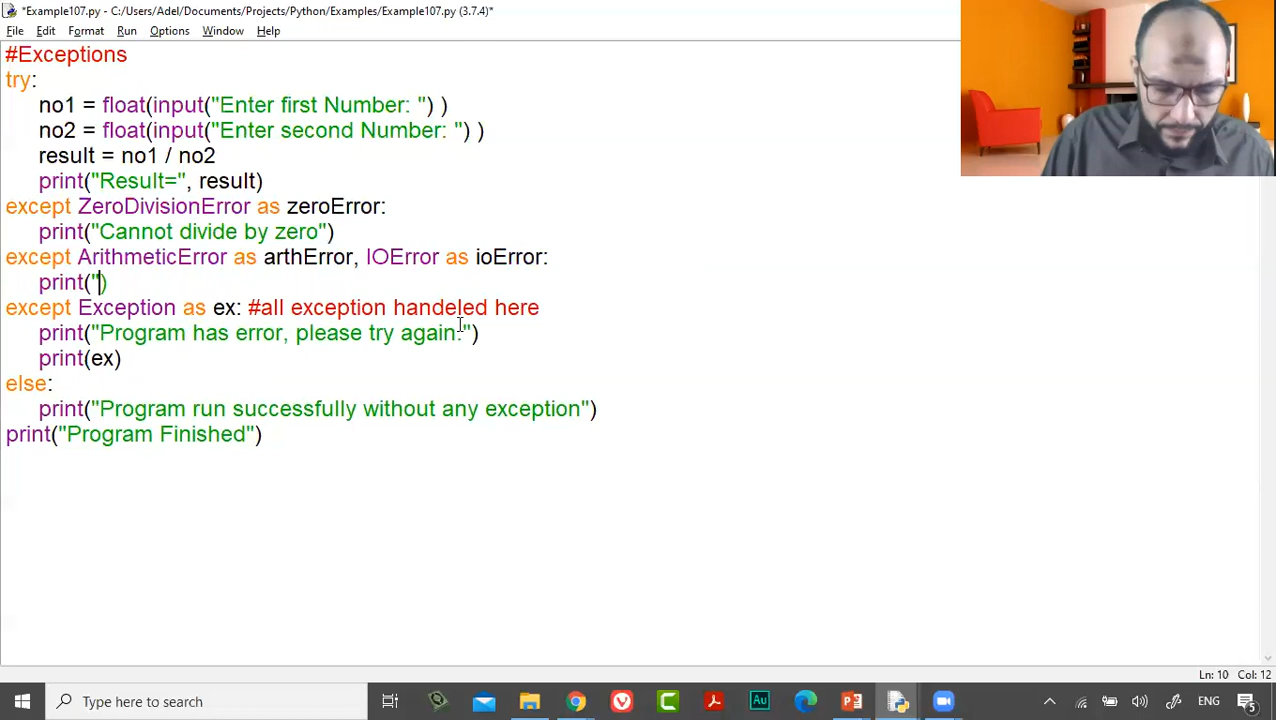 *Example107.py - C:/Users/Adel/Documents/Projects/Python/Examples/Example107.py (3.7.4)*
File Edit Format Run Options Window Help
#Exceptions
try:
no1 = float(input("Enter first Number: ") )
no2 = float(input("Enter second Number: ") )
result = no1 / no2
print("Result=", result)
except ZeroDivisionError as zeroError:
print("Cannot divide by zero")
except ArithmeticError as arthError, IOError as ioError:
print(")
except Exception as ex: #all exception handeled here
print("Program has error, please try again.")
print(ex)
else:
print("Program run successfully without any exception")
print("Program Finished")
Ln: 10 Col: 12
Type here to search
ENG
5